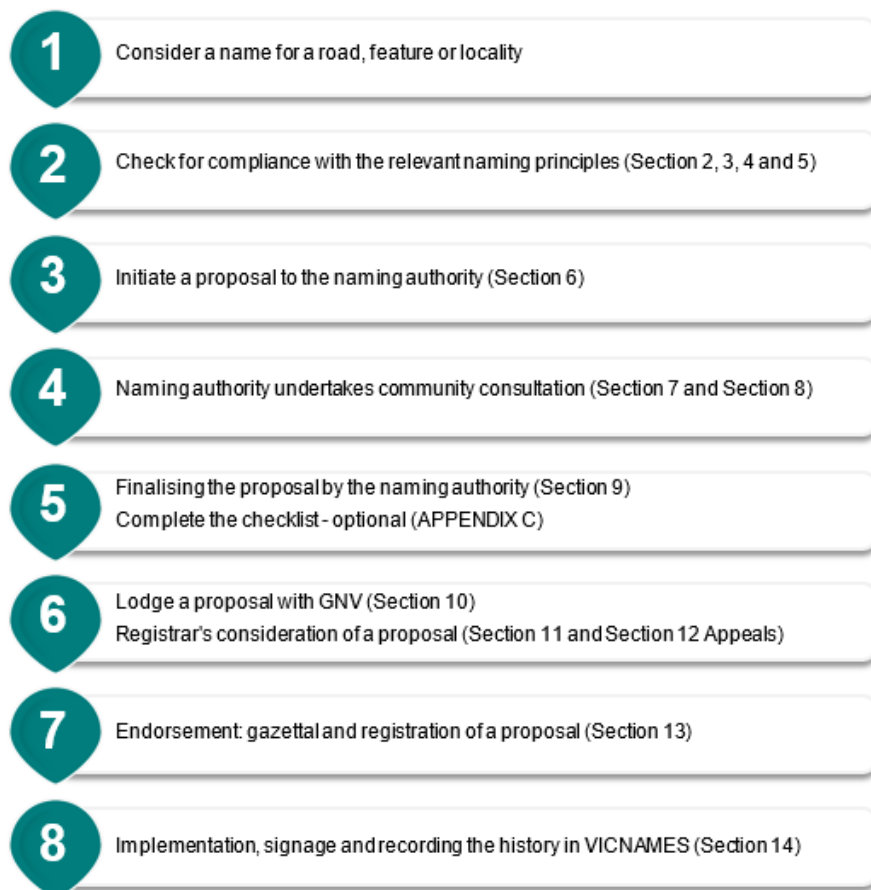 1
Consider a name for a road, feature or locality
2
Check for compliance with the relevant naming principles (Section 2, 3, 4 and 5)
3
Initiate a proposal to the naming authority (Section 6)
4
Naming authority undertakes community consultation (Section 7 and Section 8)
5
Finalising the proposal by the naming authority (Section 9)
Complete the checklist - optional (APPENDIX C)
6
Lodge a proposal with GNV (Section 10)
Registrar's consideration of a proposal (Section 11 and Section 12 Appeals)
7
Endorsement: gazettal and registration of a proposal (Section 13)
8
Implementation, signage and recording the history in VICNAMES (Section 14)